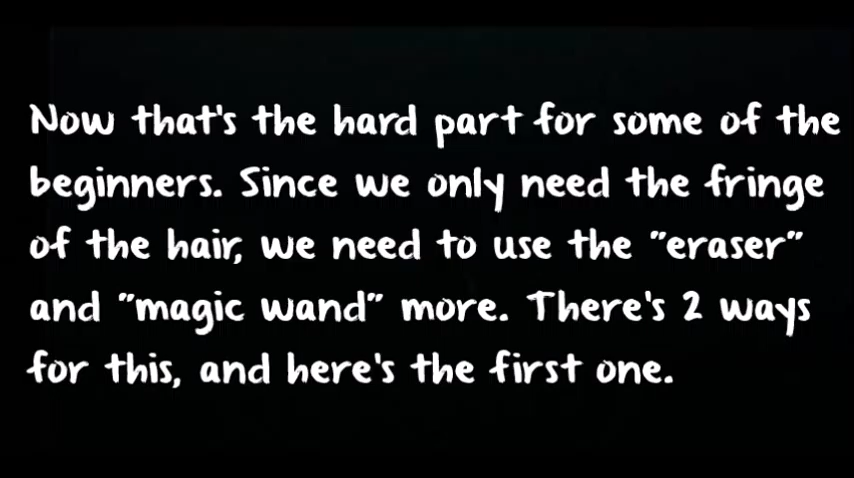 Now that's the hard part for some of the
beginners. Since we only need the fringe
of the hair, we need to use the "eraser"
and "magic wand" more. There's 2 ways
for this, and here's the first one.